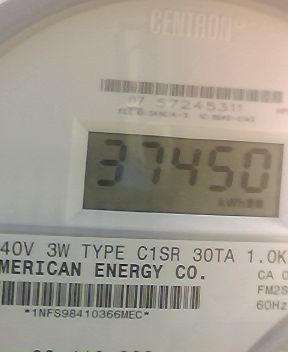 CENTRON
07 57245311
37450
kWh
40V 3W TYPE C1SR 30TA 1.0K
MERICAN ENERGY CO.
CA 0
FM2S
60Hz
*1NFS98410366MEC*